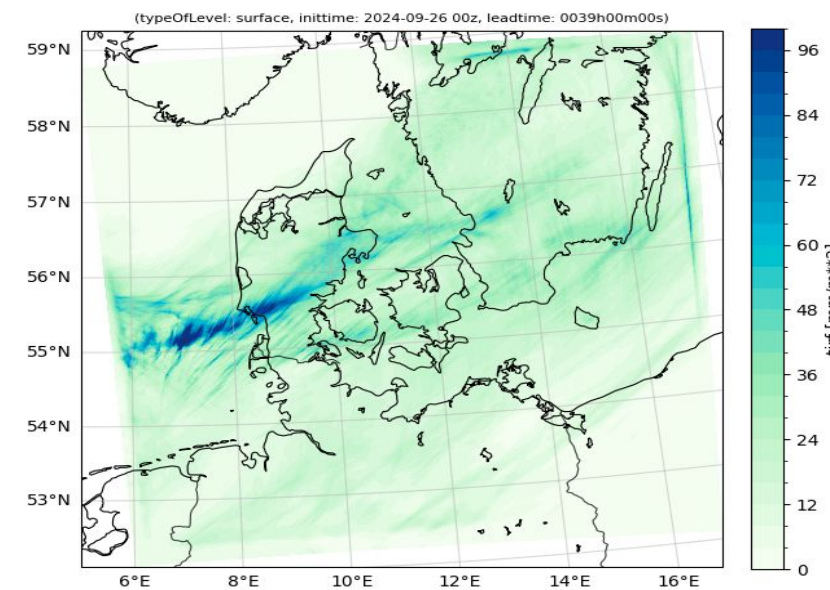 (typeOfLevel: surface, inittime: 2024-09-26 00z, leadtime: 0039h00m00s)
59°N
58°N
57°N
56°N
55°N
54°N
53°N
6°E 8°E 10°E 12°E 14°E 16°E
96
84
72
60
48
36
24
12
0